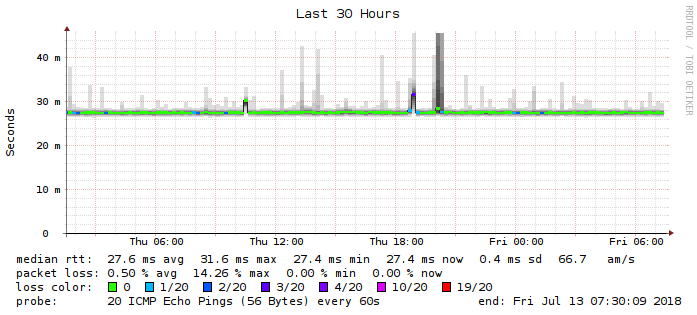 Last 30 Hours
RRDTOOL / TOBI OETIKER
Seconds
40 m
30 m
20 m
10 m
0
Thu 06:00 Thu 12:00 Thu 18:00 Fri 00:00 Fri 06:00
median rtt: 27.6 ms avg 31.6 ms max 27.4 ms min 27.4 ms now 0.4 ms sd 66.7 am/s
packet loss: 0.50 % avg 14.26 % max 0.00 % min 0.00 % now
loss color: 0 1/20 2/20 3/20 4/20 10/20 19/20
probe: 20 ICMP Echo Pings (56 Bytes) every 60s end: Fri Jul 13 07:30:09 2018